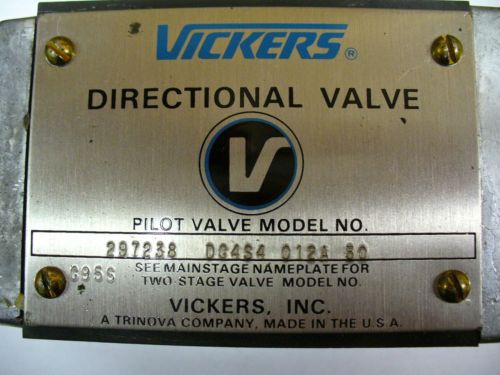 VICKERS®
DIRECTIONAL VALVE
V
PILOT VALVE MODEL NO.
297238 DG4S4 012A 50
G956
SEE MAINSTAGE NAMEPLATE FOR
TWO STAGE VALVE MODEL NO.
VICKERS, INC.
A TRINOVA COMPANY, MADE IN THE U.S.A.